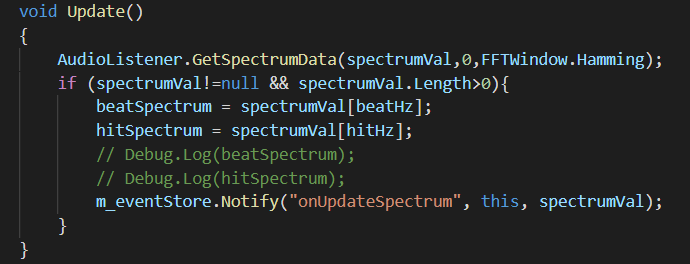 void Update()
{
AudioListener.GetSpectrumData(spectrumVal,0,FFTWindow.Hamming);
if (spectrumVal!=null && spectrumVal.Length>0){
beatSpectrum = spectrumVal[beatHz];
hitSpectrum = spectrumVal[hitHz];
// Debug.Log(beatSpectrum);
// Debug.Log(hitSpectrum);
m_eventStore.Notify("onUpdateSpectrum", this, spectrumVal);
}
}